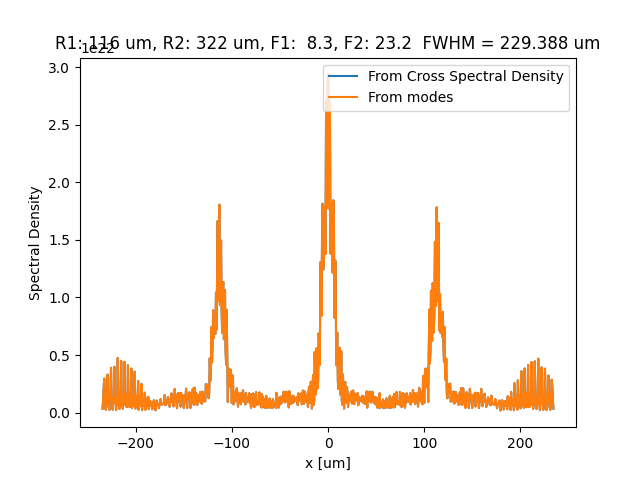 R1: 116 um, R2: 322 um, F1:  8.3, F2: 23.2  FWHM = 229.388 um
1e22
From Cross Spectral Density
From modes
3.0
2.5
2.0
1.5
1.0
0.5
0.0
Spectral Density
−200
−100
0
100
200
x [um]